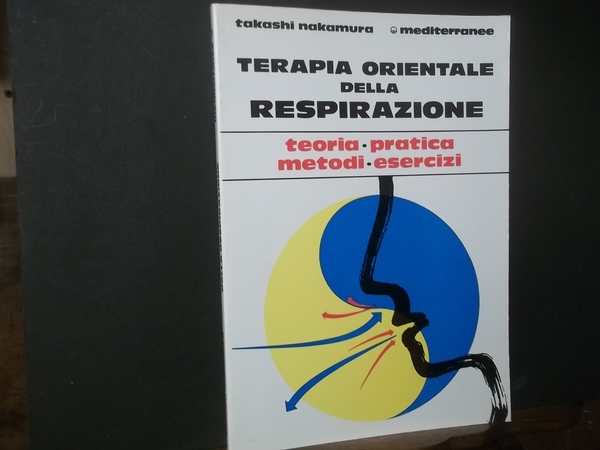 takashi nakamura mediterranee
TERAPIA ORIENTALE
DELLA
RESPIRAZIONE
teoria·pratica
metodi·esercizi